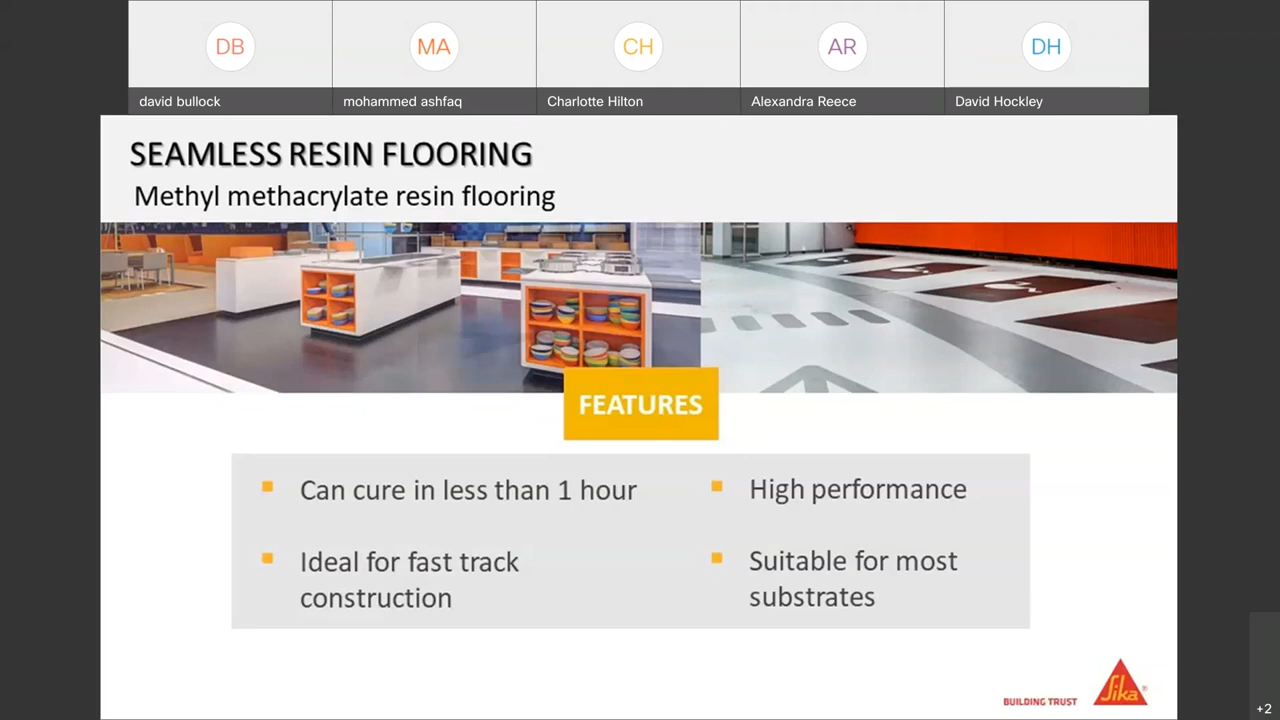 DB
MA
CH
AR
DH
david bullock
mohammed ashfaq
Charlotte Hilton
Alexandra Reece
David Hockley
SEAMLESS RESIN FLOORING
Methyl methacrylate resin flooring
FEATURES
Can cure in less than 1 hour
Ideal for fast track
construction
High performance
Suitable for most
substrates
BUILDING TRUST
Sika®
+2